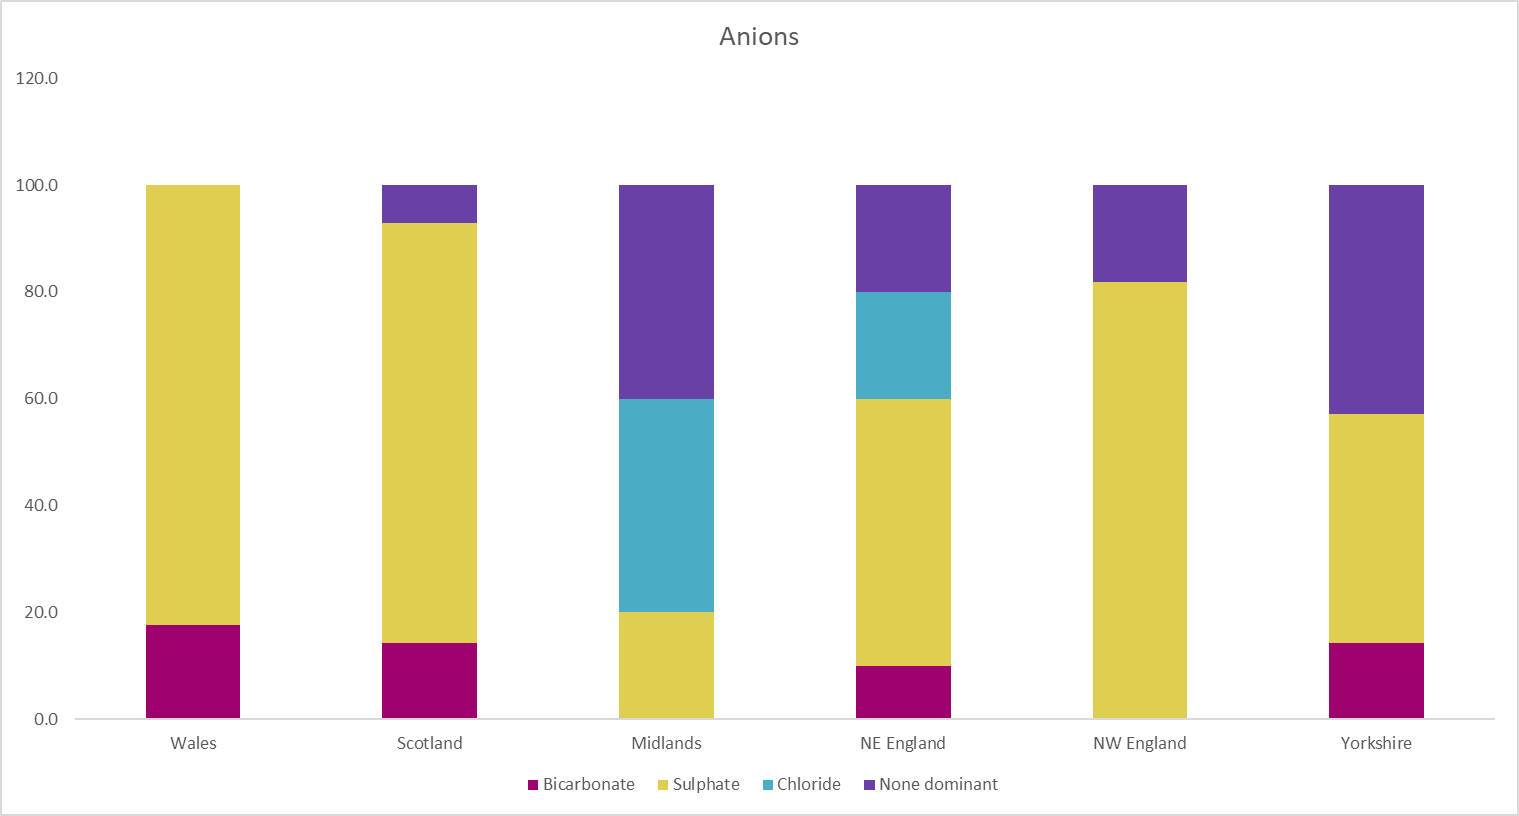 Anions
120.0
100.0
80.0
60.0
40.0
20.0
0.0
Wales Scotland Midlands NE England NW England Yorkshire
Bicarbonate Sulphate Chloride None dominant